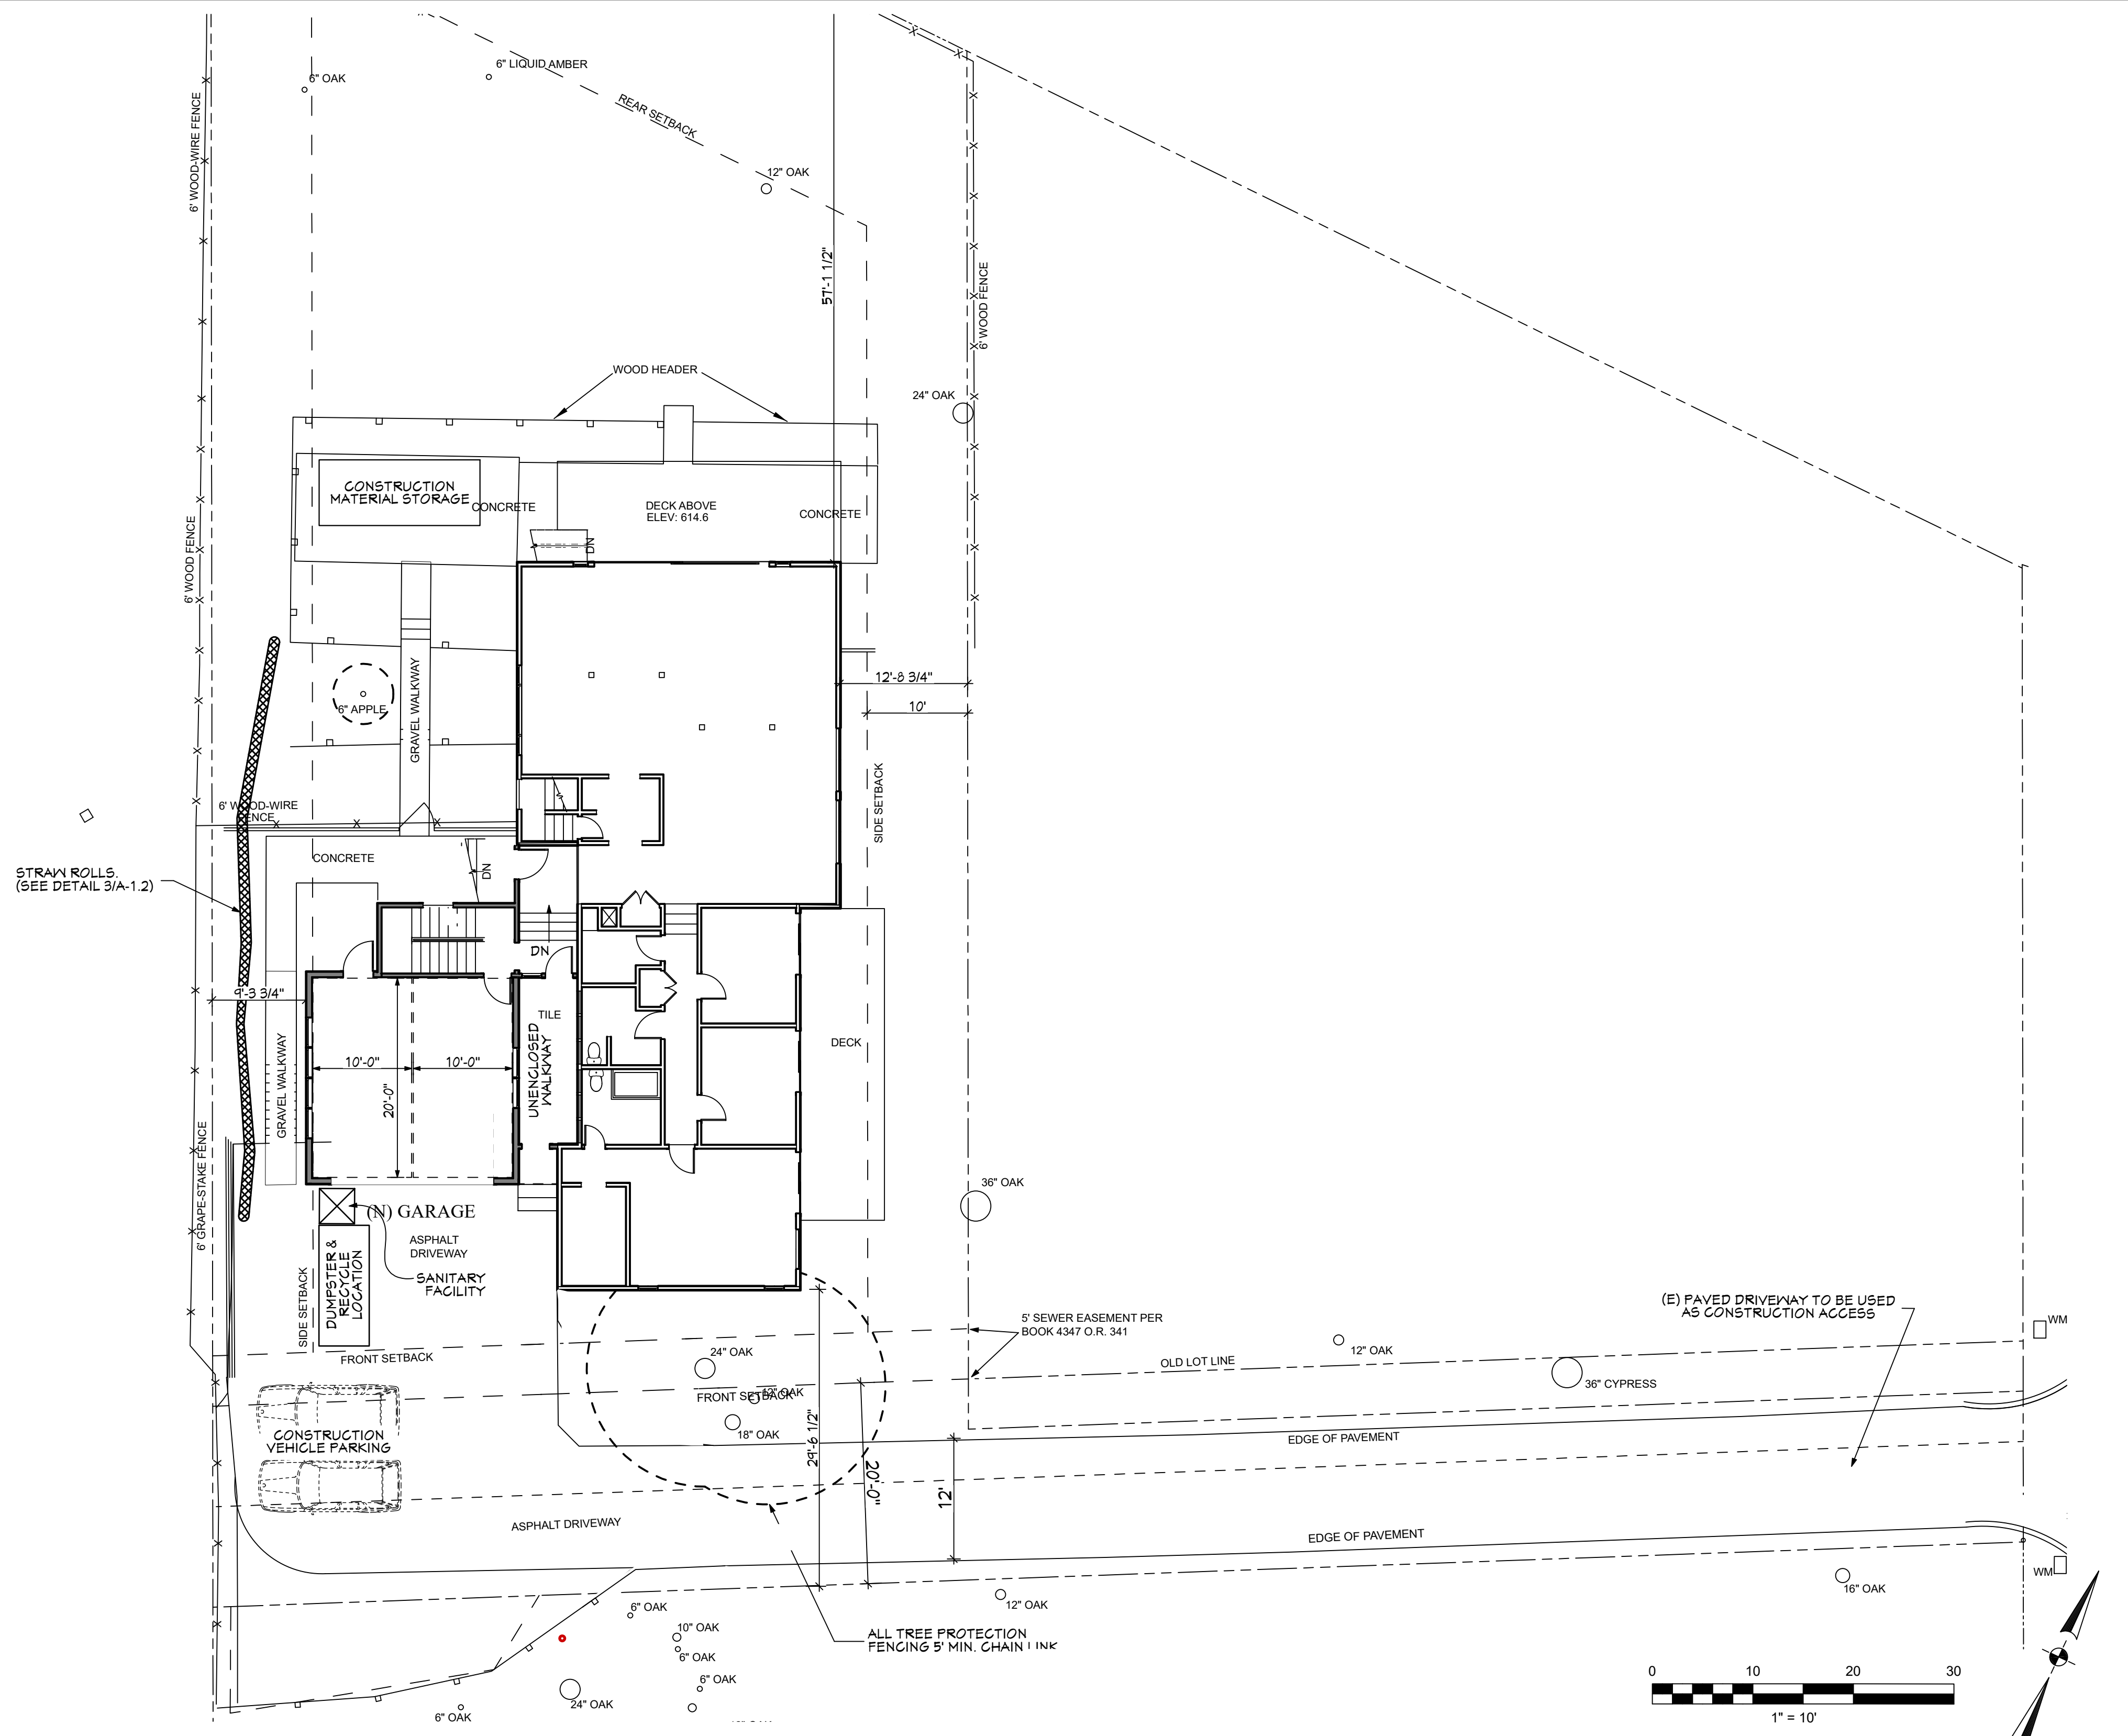 6" OAK
6" LIQUID AMBER
6' WOOD-WIRE FENCE
REAR SETBACK
12" OAK
57'-1 1/2"
6' WOOD FENCE
WOOD HEADER
24" OAK
CONSTRUCTION
MATERIAL STORAGE
CONCRETE
DECK ABOVE
ELEV: 614.6
CONCRETE
DN
6' WOOD FENCE
12'-8 3/4"
10'
6" APPLE
GRAVEL WALKWAY
SIDE SETBACK
6' WOOD-WIRE
FENCE
CONCRETE
DN
STRAW ROLLS.
(SEE DETAIL 3/A-1.2)
DN
9'-3 3/4"
TILE
UNENCLOSED
WALKWAY
DECK
10'-0"
10'-0"
20'-0"
GRAVEL WALKWAY
6' GRAPE-STAKE FENCE
36" OAK
(N) GARAGE
ASPHALT
DRIVEWAY
SANITARY
FACILITY
DUMPSTER &
RECYCLE
LOCATION
SIDE SETBACK
FRONT SETBACK
5' SEWER EASEMENT PER
BOOK 4347 O.R. 341
(E) PAVED DRIVEWAY TO BE USED
AS CONSTRUCTION ACCESS
WM
24" OAK
12" OAK
OLD LOT LINE
36" CYPRESS
FRONT SETBACK
12" OAK
18" OAK
29'-6 1/2"
20'-0"
12'
CONSTRUCTION
VEHICLE PARKING
EDGE OF PAVEMENT
ASPHALT DRIVEWAY
EDGE OF PAVEMENT
WM
16" OAK
12" OAK
6" OAK
10" OAK
6" OAK
6" OAK
24" OAK
6" OAK
ALL TREE PROTECTION
FENCING 5' MIN. CHAIN LINK
0 10 20 30
1" = 10'